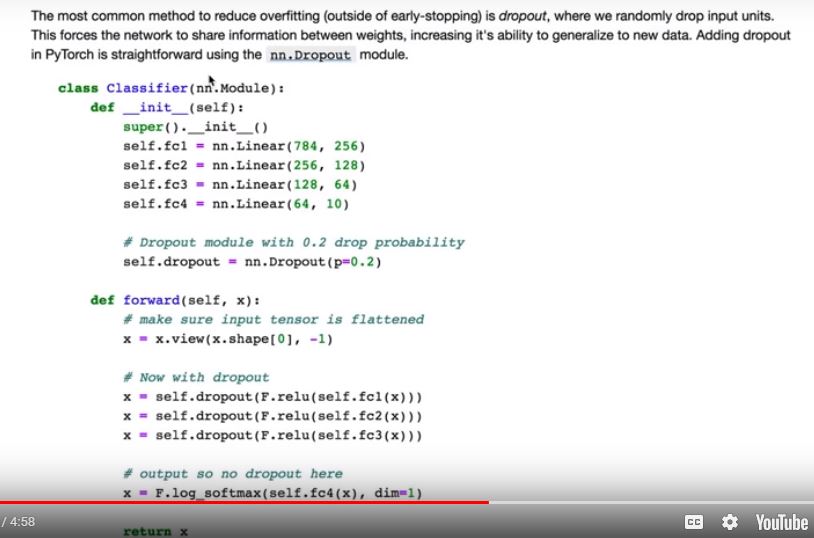 The most common method to reduce overfitting (outside of early-stopping) is dropout, where we randomly drop input units.
This forces the network to share information between weights, increasing it's ability to generalize to new data. Adding dropout
in PyTorch is straightforward using the nn.Dropout module.
class Classifier(nn.Module):
    def __init__(self):
        super().__init__()
        self.fc1 = nn.Linear(784, 256)
        self.fc2 = nn.Linear(256, 128)
        self.fc3 = nn.Linear(128, 64)
        self.fc4 = nn.Linear(64, 10)

        # Dropout module with 0.2 drop probability
        self.dropout = nn.Dropout(p=0.2)

    def forward(self, x):
        # make sure input tensor is flattened
        x = x.view(x.shape[0], -1)

        # Now with dropout
        x = self.dropout(F.relu(self.fc1(x)))
        x = self.dropout(F.relu(self.fc2(x)))
        x = self.dropout(F.relu(self.fc3(x)))

        # output so no dropout here
        x = F.log_softmax(self.fc4(x), dim=1)
/ 4:58 CC YouTube
        return x